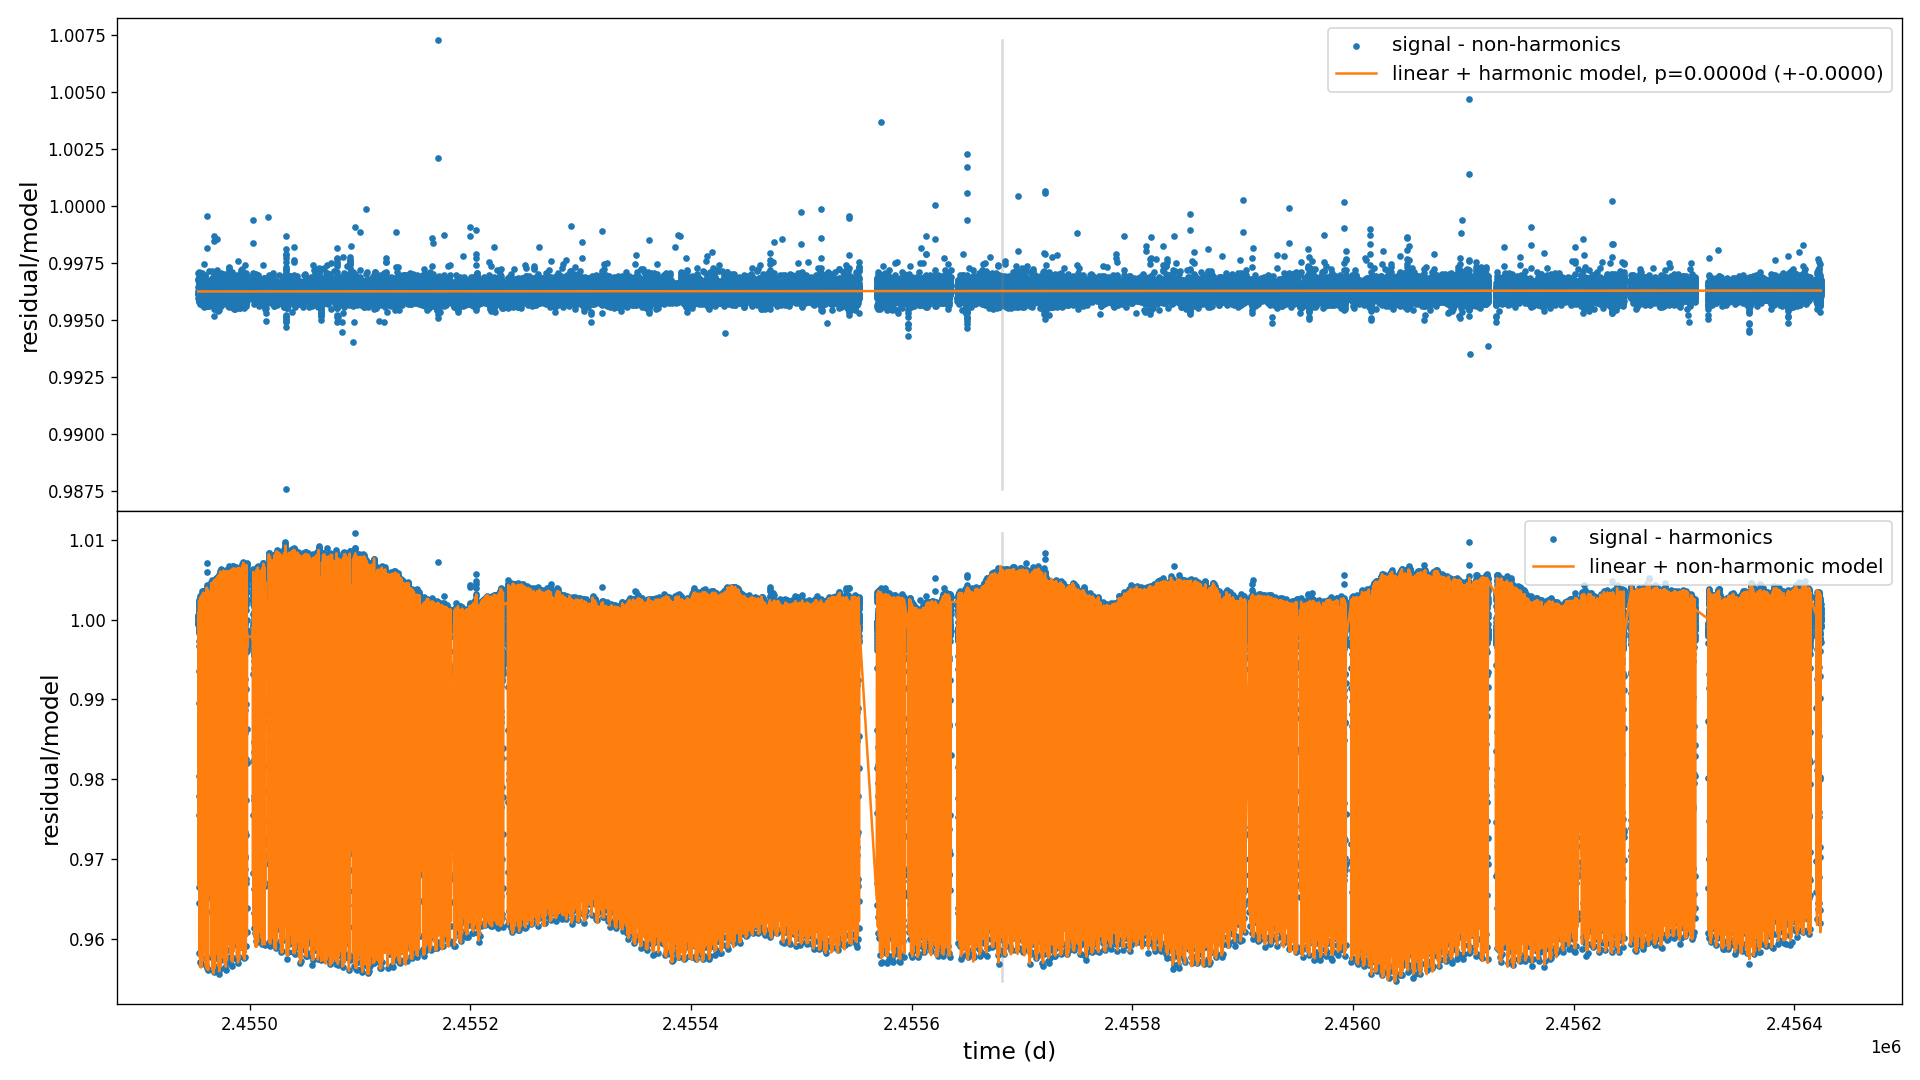 signal - non-harmonics
linear + harmonic model, p=0.0000d (+-0.0000)
residual/model
1.0075
1.0050
1.0025
1.0000
0.9975
0.9950
0.9925
0.9900
0.9875
signal - harmonics
linear + non-harmonic model
residual/model
1.01
1.00
0.99
0.98
0.97
0.96
2.4550 2.4552 2.4554 2.4556 2.4558 2.4560 2.4562 2.4564
time (d)
1e6